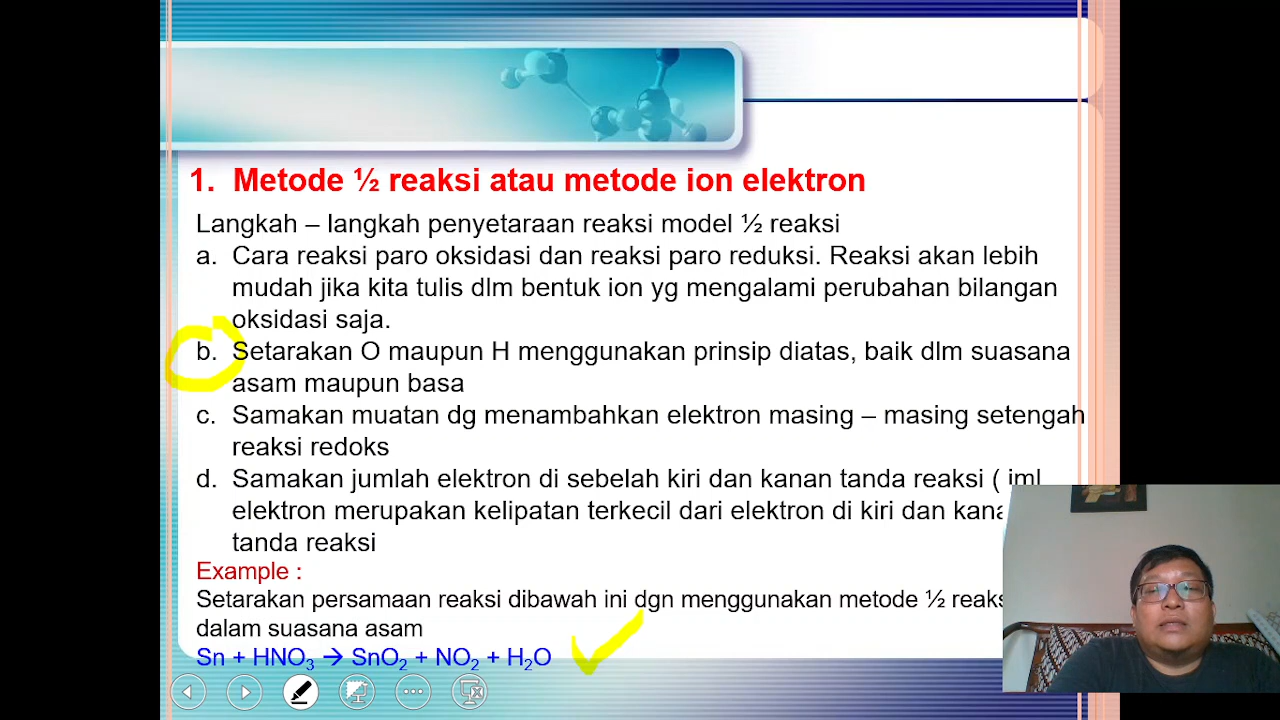 1. Metode ½ reaksi atau metode ion elektron
Langkah – langkah penyetaraan reaksi model ½ reaksi
a. Cara reaksi paro oksidasi dan reaksi paro reduksi. Reaksi akan lebih
mudah jika kita tulis dlm bentuk ion yg mengalami perubahan bilangan
oksidasi saja.
b. Setarakan O maupun H menggunakan prinsip diatas, baik dlm suasana
asam maupun basa
c. Samakan muatan dg menambahkan elektron masing – masing setengah
reaksi redoks
d. Samakan jumlah elektron di sebelah kiri dan kanan tanda reaksi ( jml
elektron merupakan kelipatan terkecil dari elektron di kiri dan
tanda reaksi
Example :
Setarakan persamaan reaksi dibawah ini dgn menggunakan metode ½
dalam suasana asam
Sn + HNO₃ → SnO₂ + NO₂ + H₂O